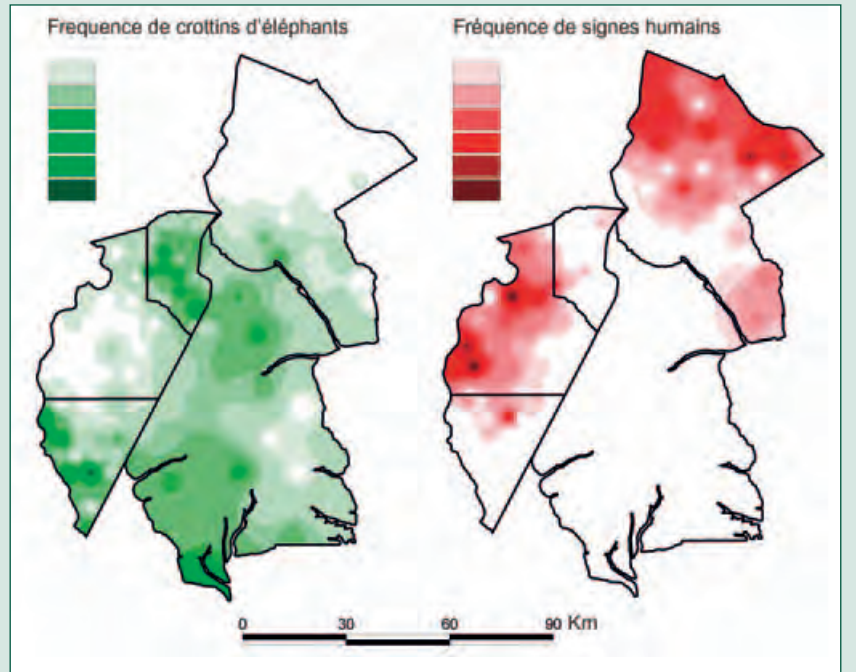 Frequence de crottins d'éléphants
Fréquence de signes humains
0 30 60 90 Km